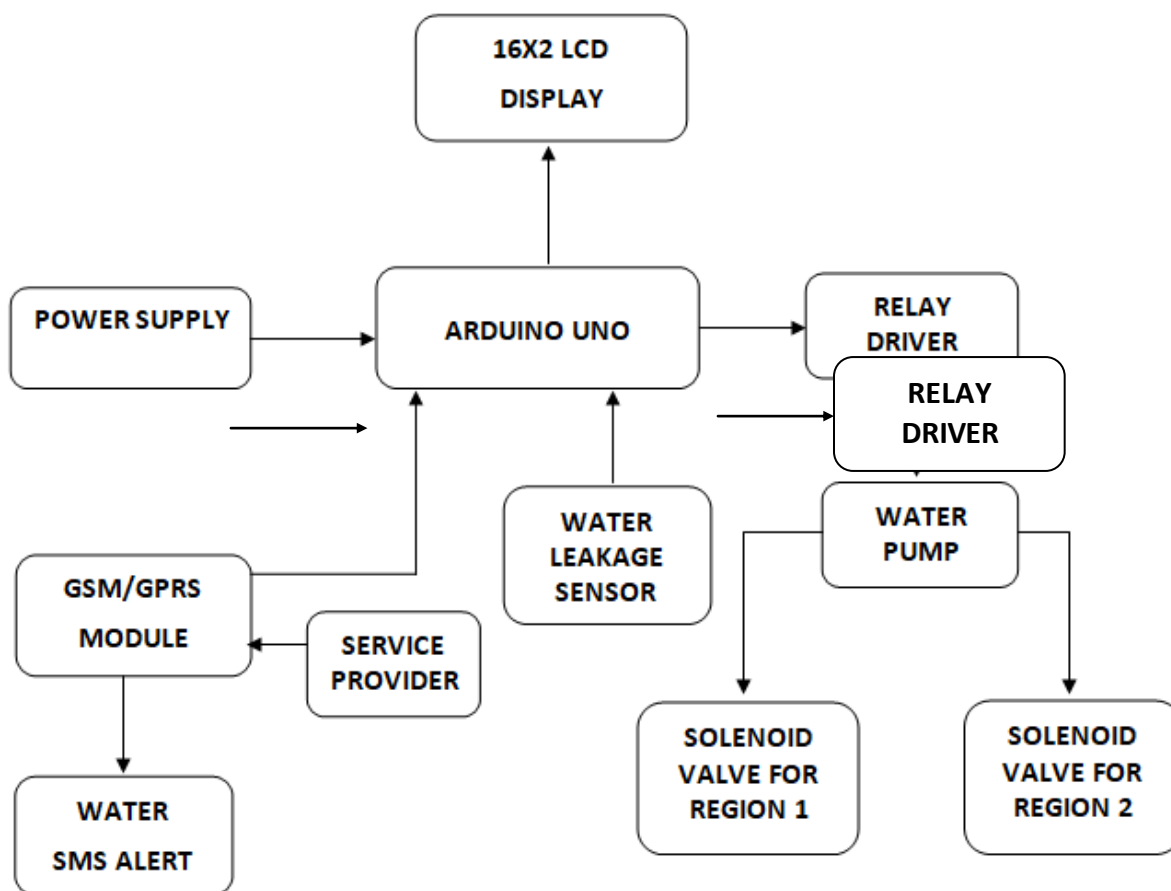 16X2 LCD
DISPLAY
POWER SUPPLY
ARDUINO UNO
RELAY
DRIVER
RELAY
DRIVER
WATER
LEAKAGE
SENSOR
WATER
PUMP
GSM/GPRS
MODULE
SERVICE
PROVIDER
SOLENOID
VALVE FOR
REGION 1
SOLENOID
VALVE FOR
REGION 2
WATER
SMS ALERT